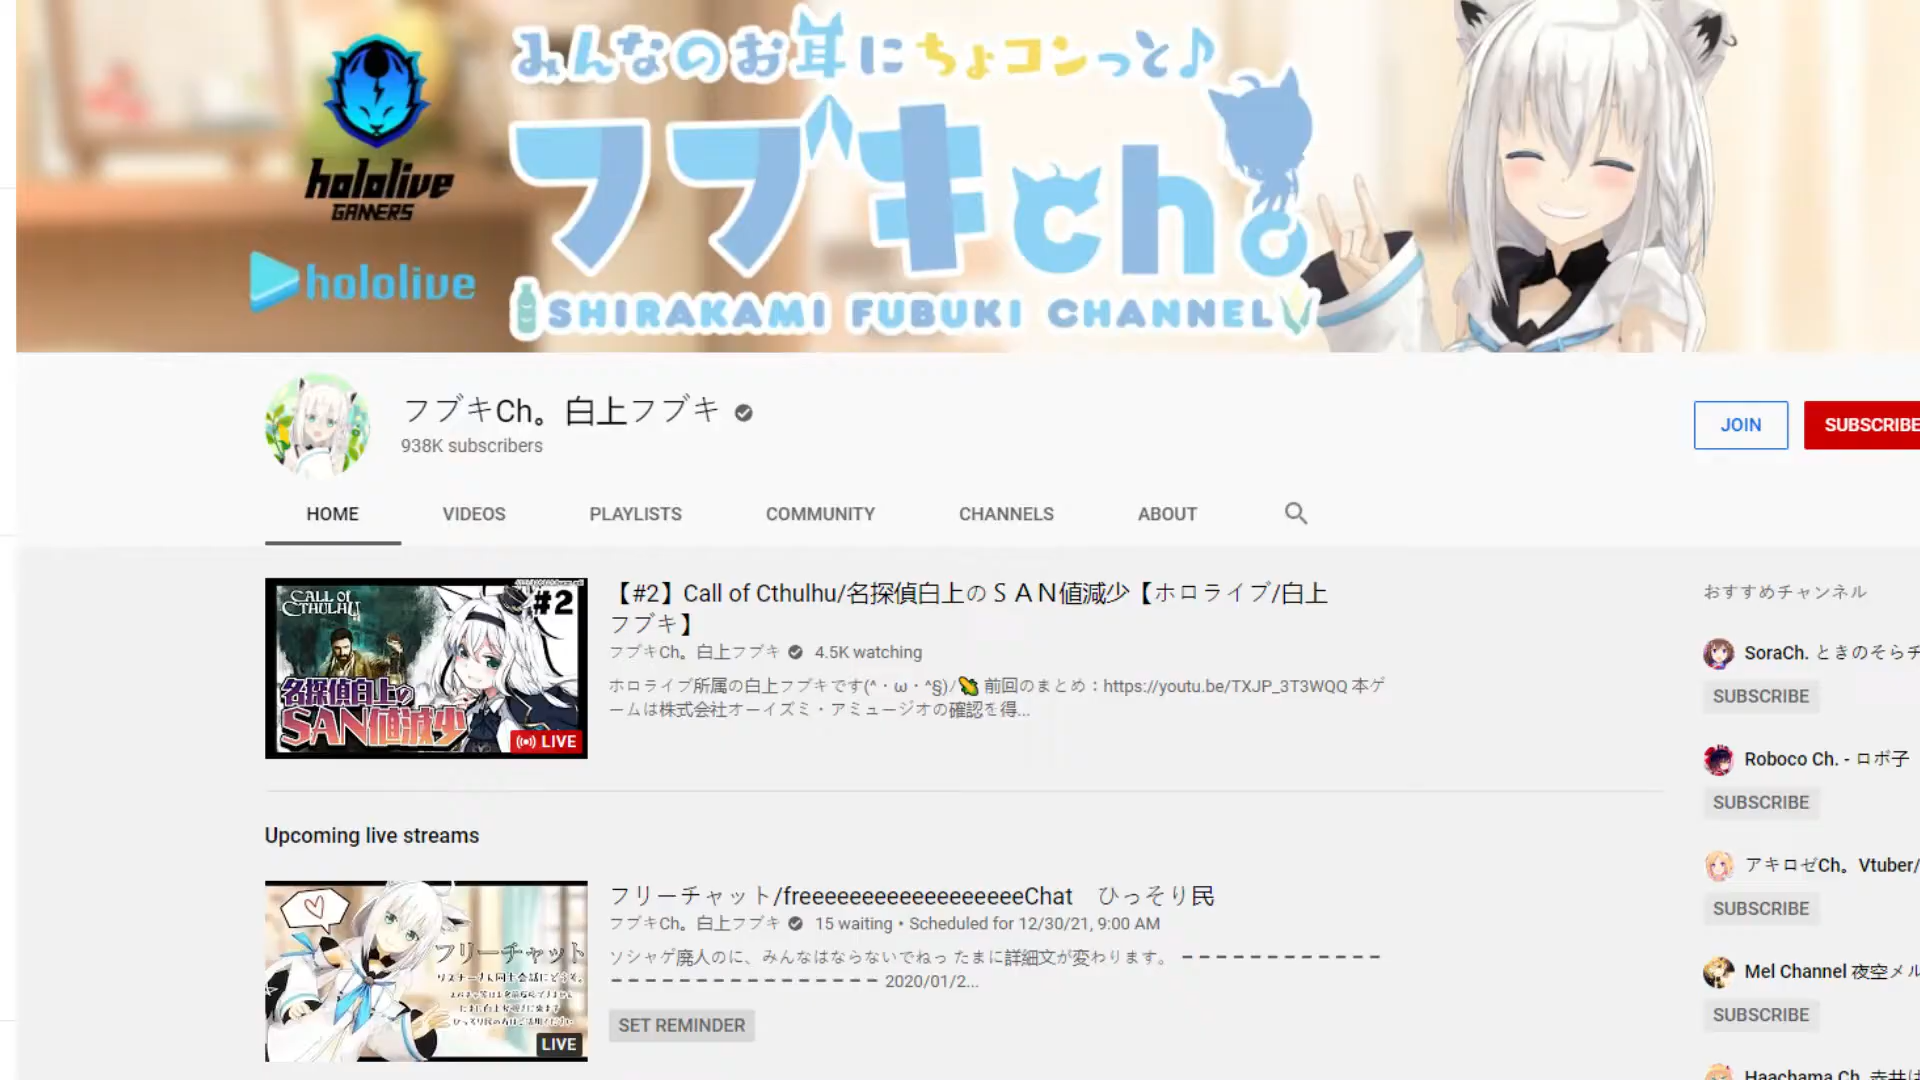 みんなのお耳にちょコンっと♪
フブキch。
SHIRAKAMI FUBUKI CHANNEL
hololive
GAMERS
hololive
フブキCh。白上フブキ
938K subscribers
JOIN
SUBSCRIBE
HOME VIDEOS PLAYLISTS COMMUNITY CHANNELS ABOUT
CALL of CTHULHU
#2
名探偵白上の
SAN値減少
LIVE
【#2】Call of Cthulhu/名探偵白上のＳＡＮ値減少【ホロライブ/白上
フブキ】
フブキCh。白上フブキ 4.5K watching
ホロライブ所属の白上フブキです(^・ω・^§)ﾉ🌽 前回のまとめ：https://youtu.be/TXJP_3T3WQQ 本ゲ
ームは株式会社オーイズミ・アミュージオの確認を得...
Upcoming live streams
フリーチャット
LIVE
フリーチャット/freeeeeeeeeeeeeeeeeeChat　ひっそり民
フブキCh。白上フブキ 15 waiting • Scheduled for 12/30/21, 9:00 AM
ソシャゲ廃人のに、みんなはならないでねっ たまに詳細文が変わります。 ーーーーーーーーーーーー
ーーーーーーーーーーーーーーーー 2020/01/2...
SET REMINDER
おすすめチャンネル
SoraCh. ときのそらチ
SUBSCRIBE
Roboco Ch. - ロボ子
SUBSCRIBE
アキロゼCh。Vtuber/
SUBSCRIBE
Mel Channel 夜空メル
SUBSCRIBE
Haachama Ch 赤井は